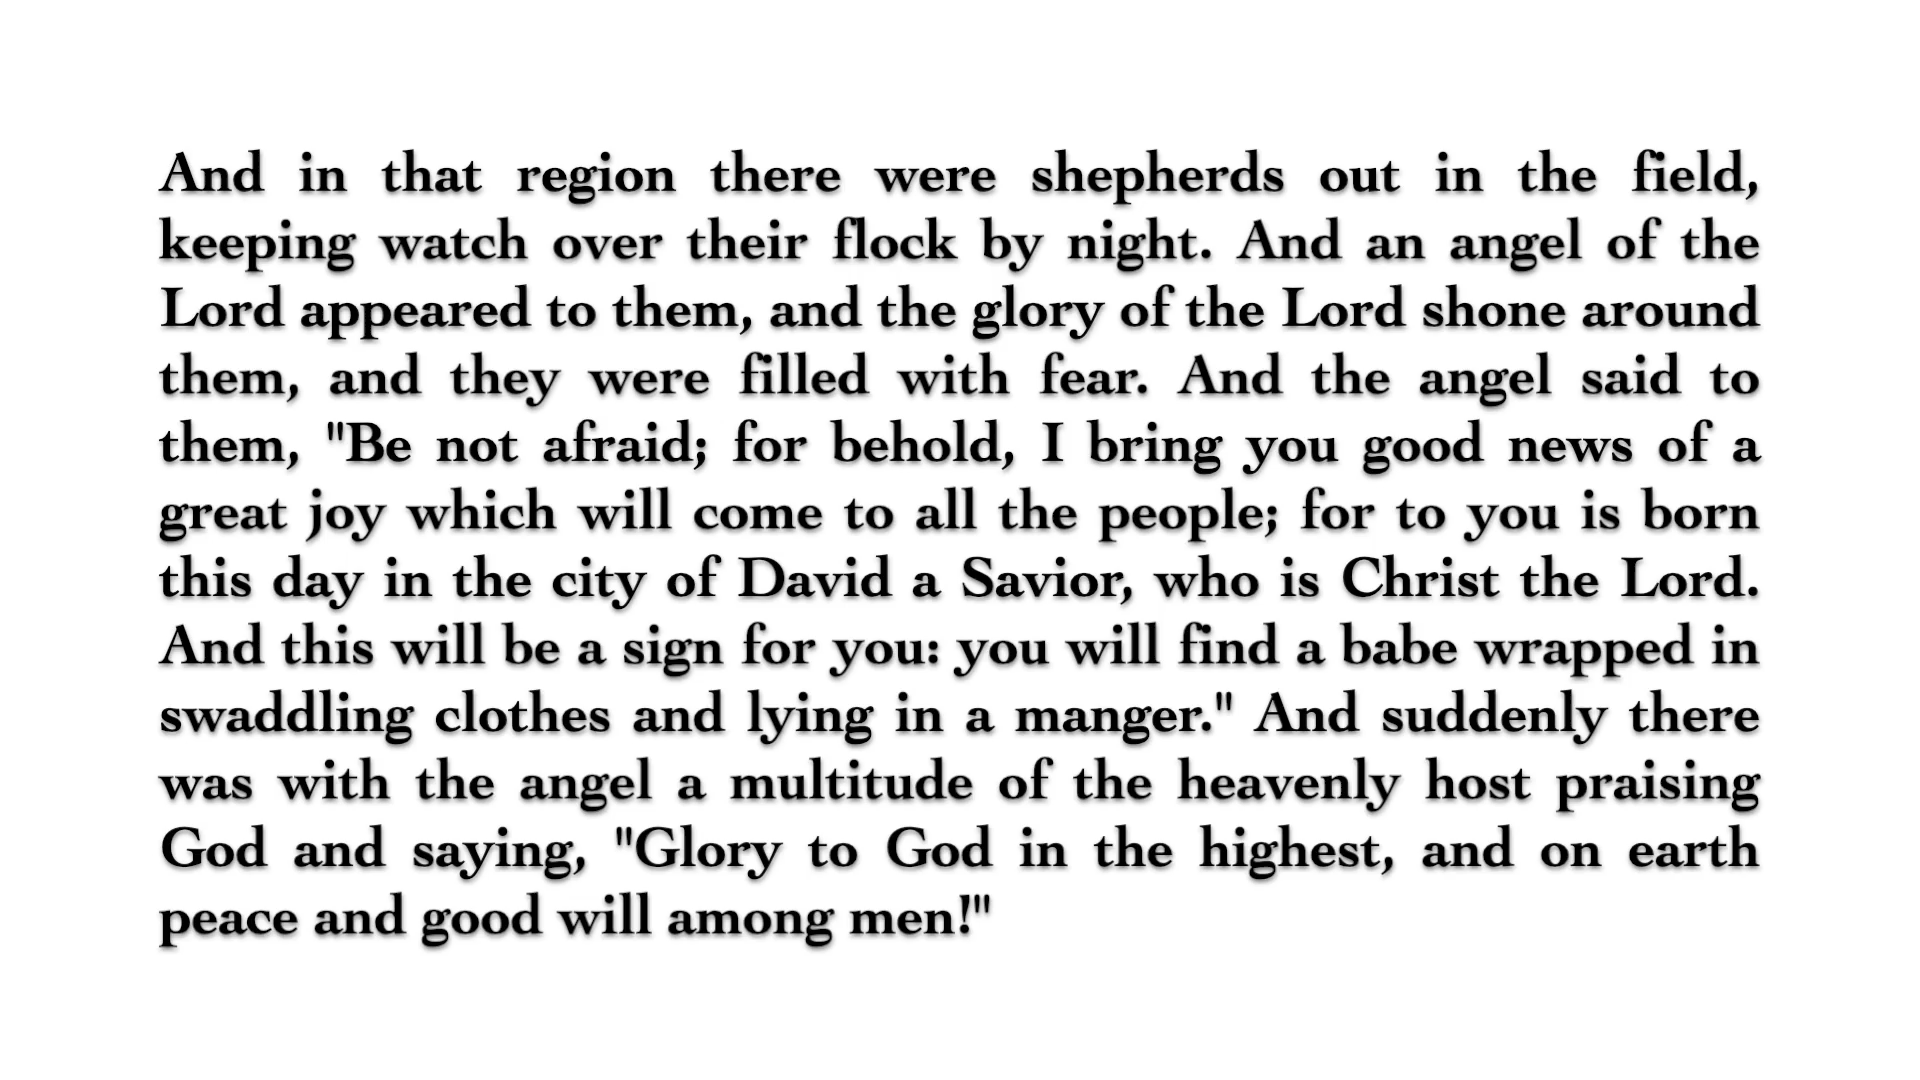 And in that region there were shepherds out in the field,
keeping watch over their flock by night. And an angel of the
Lord appeared to them, and the glory of the Lord shone around
them, and they were filled with fear. And the angel said to
them, "Be not afraid; for behold, I bring you good news of a
great joy which will come to all the people; for to you is born
this day in the city of David a Savior, who is Christ the Lord.
And this will be a sign for you: you will find a babe wrapped in
swaddling clothes and lying in a manger." And suddenly there
was with the angel a multitude of the heavenly host praising
God and saying, "Glory to God in the highest, and on earth
peace and good will among men!"